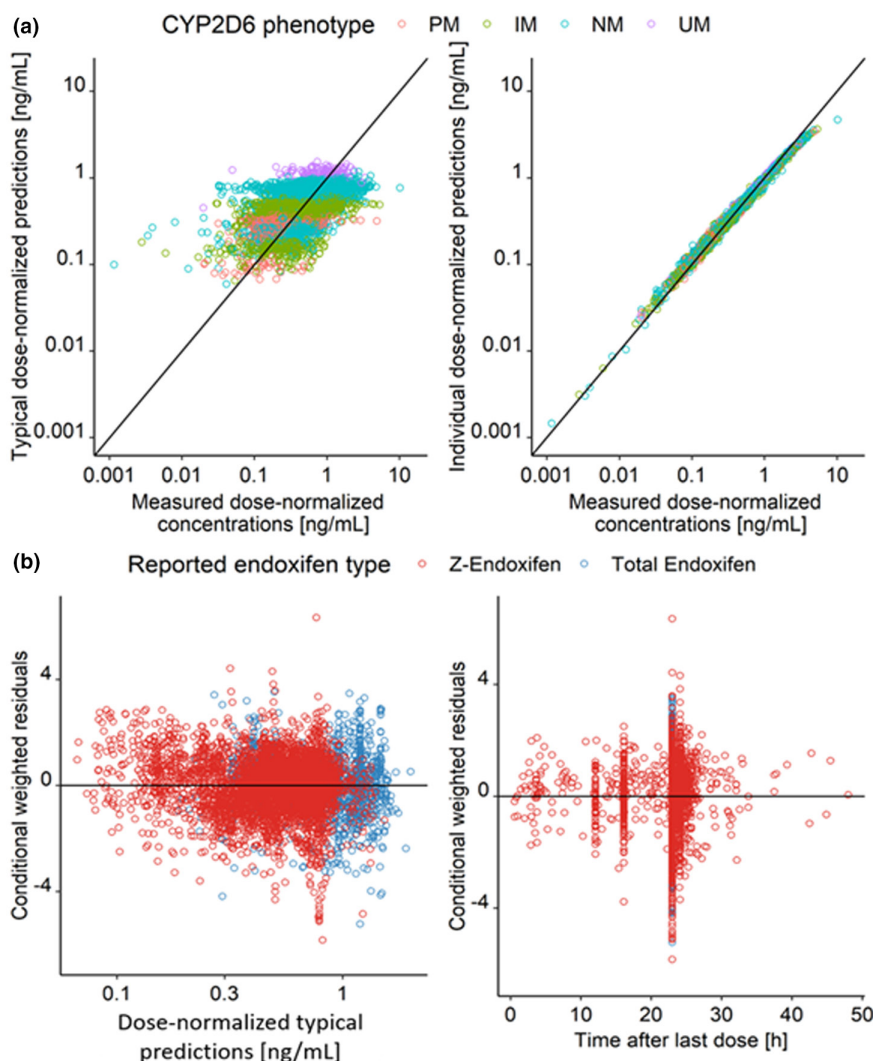 (a)
CYP2D6 phenotype PM IM NM UM
Typical dose-normalized predictions [ng/mL]
10
1
0.1
0.01
0.001
0.001 0.01 0.1 1 10
Measured dose-normalized
concentrations [ng/mL]
Individual dose-normalized predictions [ng/mL]
10
1
0.1
0.01
0.001
0.001 0.01 0.1 1 10
Measured dose-normalized
concentrations [ng/mL]
(b)
Reported endoxifen type Z-Endoxifen Total Endoxifen
Conditional weighted residuals
4
0
-4
0.1 0.3 1
Dose-normalized typical
predictions [ng/mL]
Conditional weighted residuals
4
0
-4
0 10 20 30 40 50
Time after last dose [h]